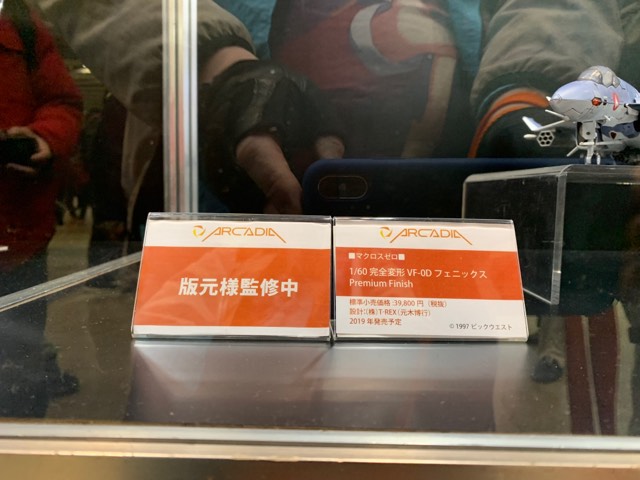 ARCADIA
版元様監修中
ARCADIA
■マクロスゼロ■
1/60 完全変形 VF-0D フェニックス
Premium Finish
標準小売価格:39,800 円（税抜）
設計:（株）T-REX（元木博行）
2019 年発売予定
©1997 ビックウエスト